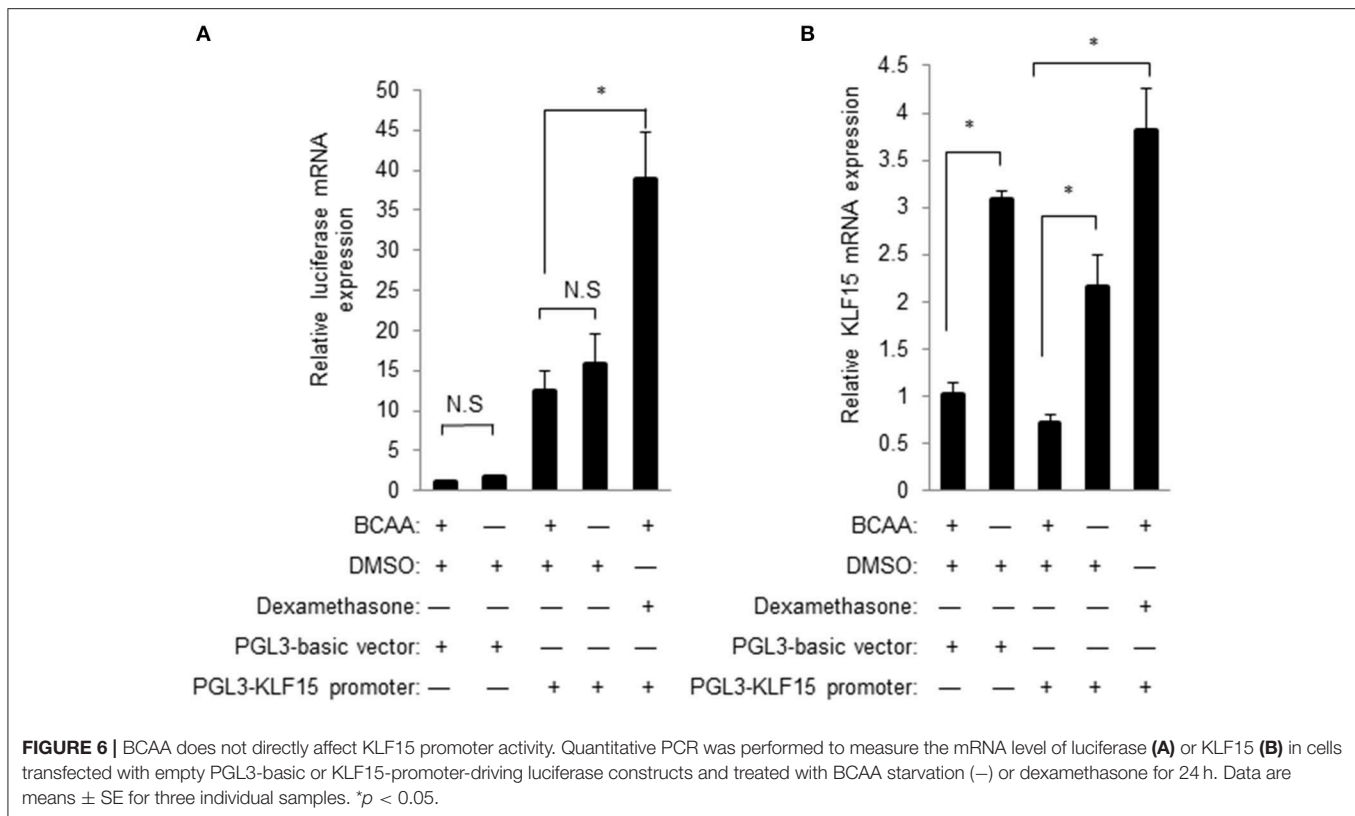 A
Relative luciferase mRNA
expression
50
45
40
35
30
25
20
15
10
5
0
N.S
N.S
*
BCAA: + — + — +
DMSO: + + + + —
Dexamethasone: — — — — +
PGL3-basic vector: + + — — —
PGL3-KLF15 promoter: — — + + +
B
Relative KLF15 mRNA expression
4.5
4
3.5
3
2.5
2
1.5
1
0.5
0
*
*
*
BCAA: + — + — +
DMSO: + + + + —
Dexamethasone: — — — — +
PGL3-basic vector: + + — — —
PGL3-KLF15 promoter: — — + + +
FIGURE 6 | BCAA does not directly affect KLF15 promoter activity. Quantitative PCR was performed to measure the mRNA level of luciferase (A) or KLF15 (B) in cells
transfected with empty PGL3-basic or KLF15-promoter-driving luciferase constructs and treated with BCAA starvation (−) or dexamethasone for 24 h. Data are
means ± SE for three individual samples. *p < 0.05.